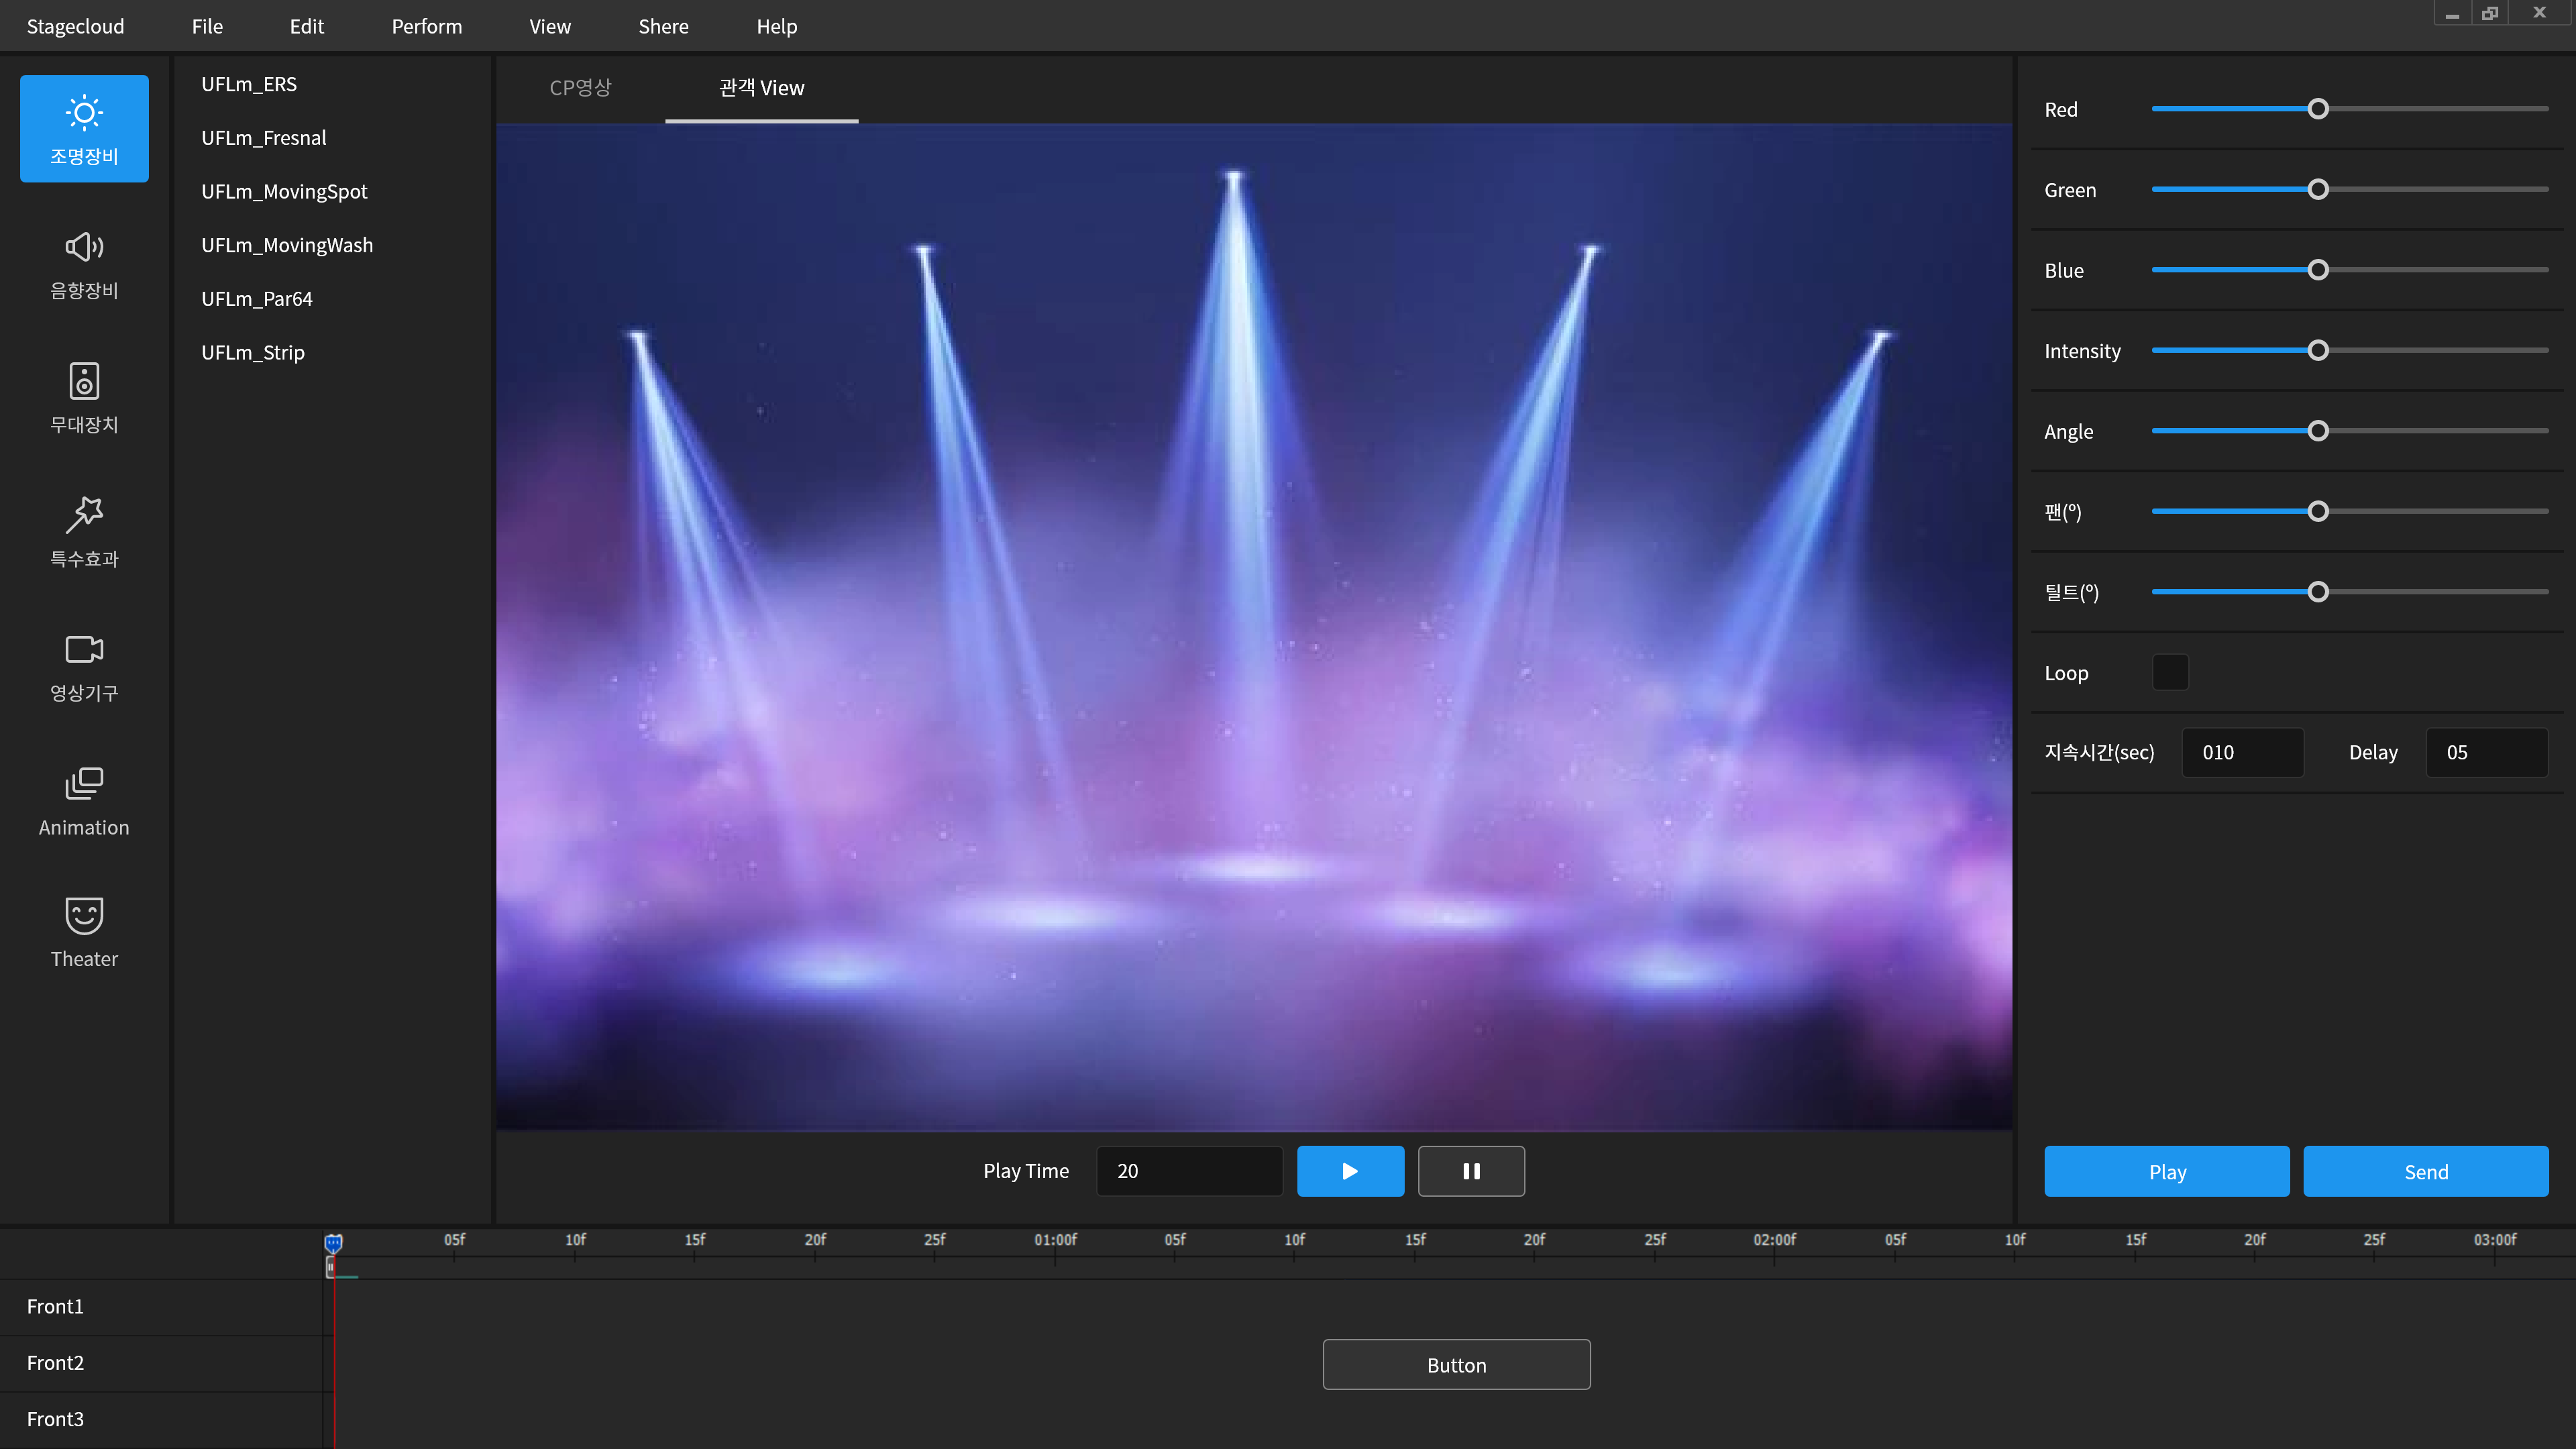 Stagecloud File Edit Perform View Shere Help
조명장비
음향장비
무대장치
특수효과
영상기구
Animation
Theater
UFLm_ERS
UFLm_Fresnal
UFLm_MovingSpot
UFLm_MovingWash
UFLm_Par64
UFLm_Strip
CP영상 관객 View
Play Time 20
Red
Green
Blue
Intensity
Angle
팬(º)
틸트(º)
Loop
지속시간(sec) 010 Delay 05
Play Send
05f 10f 15f 20f 25f 01:00f 05f 10f 15f 20f 25f 02:00f 05f 10f 15f 20f 25f 03:00f
Front1
Front2
Button
Front3